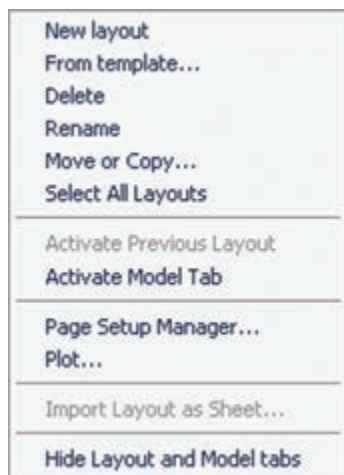 New layout
From template...
Delete
Rename
Move or Copy...
Select All Layouts
Activate Previous Layout
Activate Model Tab
Page Setup Manager...
Plot...
Import Layout as Sheet...
Hide Layout and Model tabs